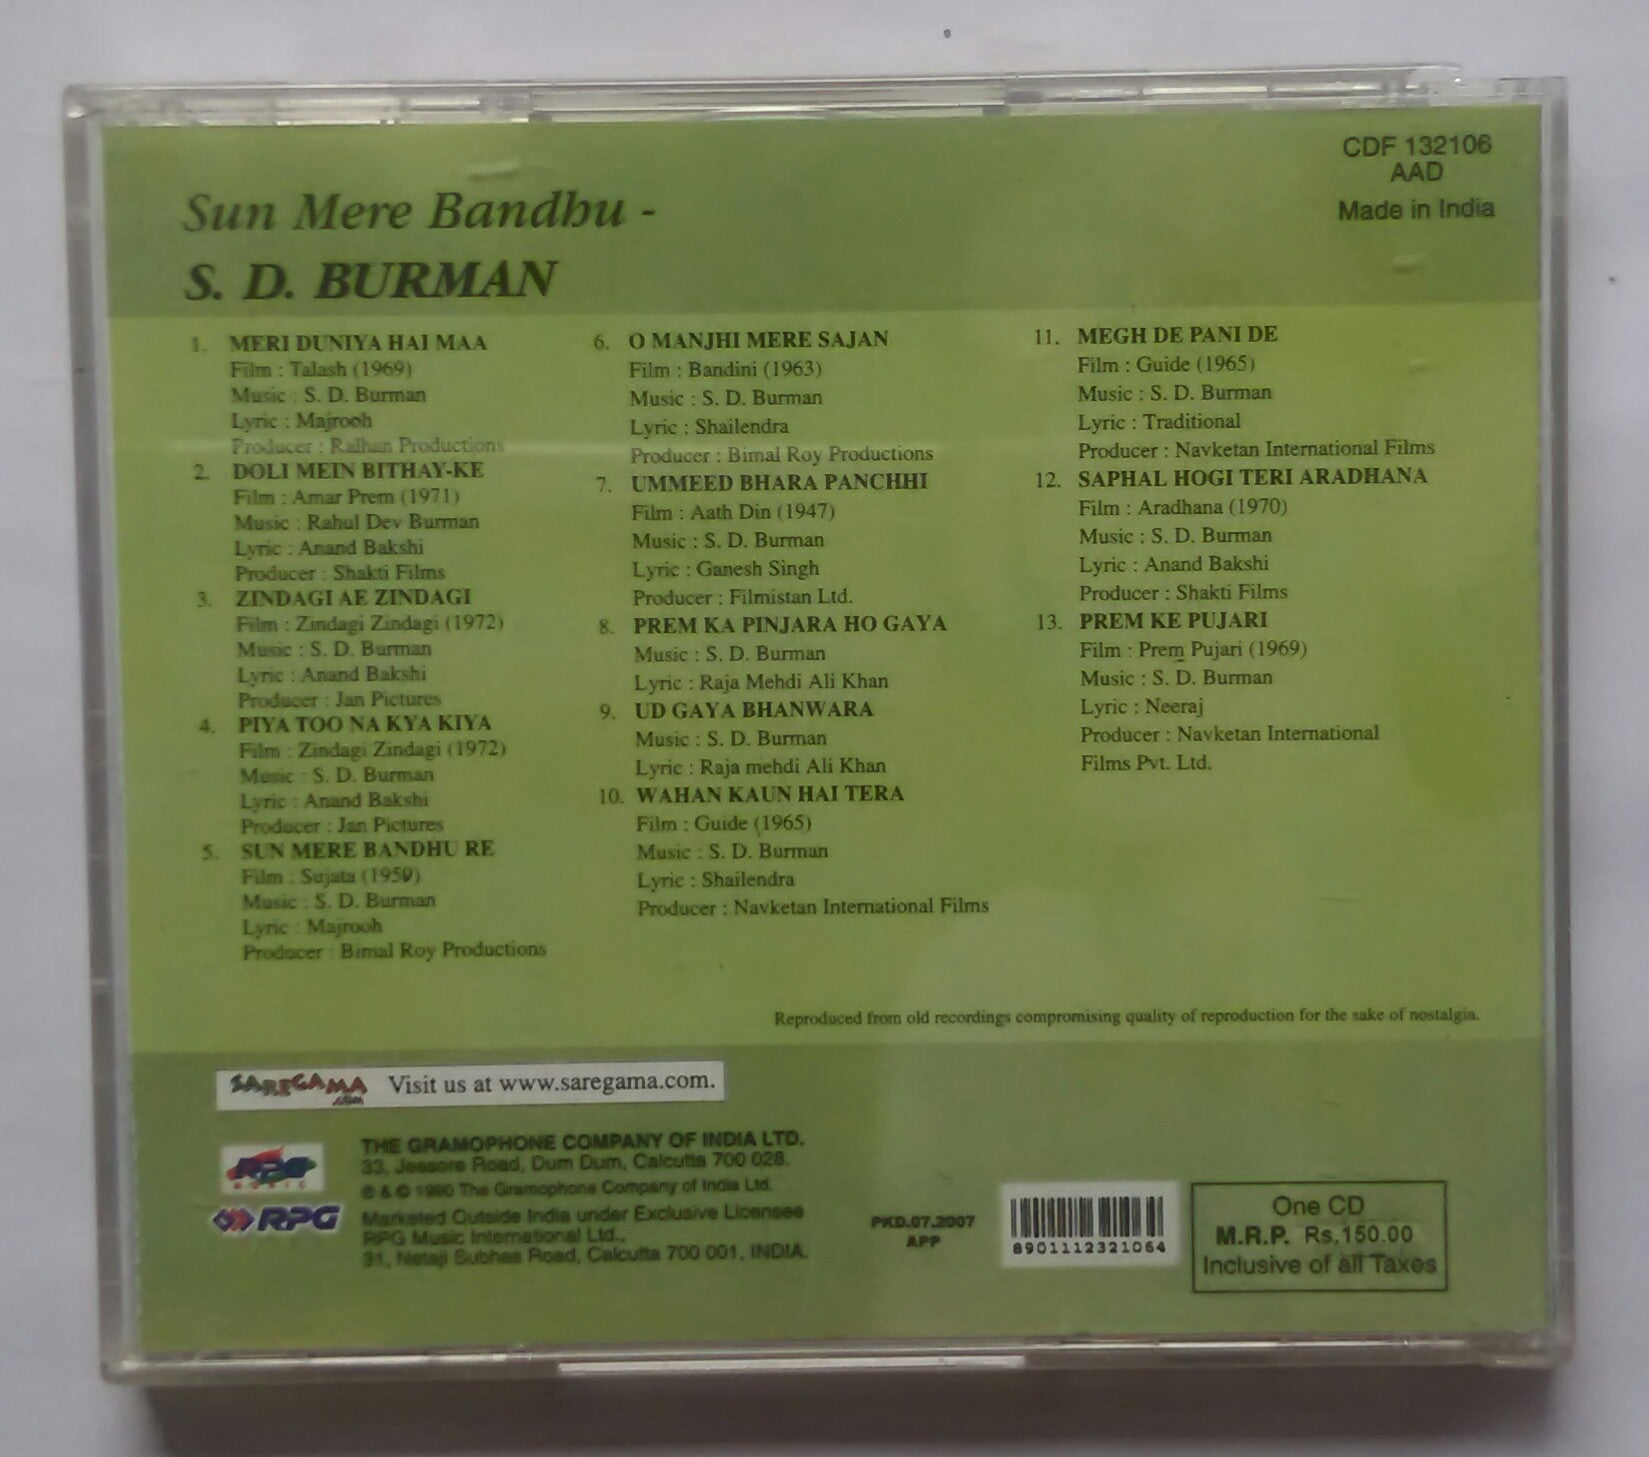 CDF 132106
AAD
Made in India
Sun Mere Bandhu -
S. D. BURMAN
1. MERI DUNIYA HAI MAA
Film : Talash (1969)
Music : S. D. Burman
Lyric : Majrooh
Producer : Ralhan Productions
2. DOLI MEIN BITHAY-KE
Film : Amar Prem (1971)
Music : Rahul Dev Burman
Lyric : Anand Bakshi
Producer : Shakti Films
3. ZINDAGI AE ZINDAGI
Film : Zindagi Zindagi (1972)
Music : S. D. Burman
Lyric : Anand Bakshi
Producer : Jan Pictures
4. PIYA TOO NA KYA KIYA
Film : Zindagi Zindagi (1972)
Music : S. D. Burman
Lyric : Anand Bakshi
Producer : Jan Pictures
5. SUN MERE BANDHU RE
Film : Sujata (1959)
Music : S. D. Burman
Lyric : Majrooh
Producer : Bimal Roy Productions
6. O MANJHI MERE SAJAN
Film : Bandini (1963)
Music : S. D. Burman
Lyric : Shailendra
Producer : Bimal Roy Productions
7. UMMEED BHARA PANCHHI
Film : Aath Din (1947)
Music : S. D. Burman
Lyric : Ganesh Singh
Producer : Filmistan Ltd.
8. PREM KA PINJARA HO GAYA
Music : S. D. Burman
Lyric : Raja Mehdi Ali Khan
9. UD GAYA BHANWARA
Music : S. D. Burman
Lyric : Raja mehdi Ali Khan
10. WAHAN KAUN HAI TERA
Film : Guide (1965)
Music : S. D. Burman
Lyric : Shailendra
Producer : Navketan International Films
11. MEGH DE PANI DE
Film : Guide (1965)
Music : S. D. Burman
Lyric : Traditional
Producer : Navketan International Films
12. SAPHAL HOGI TERI ARADHANA
Film : Aradhana (1970)
Music : S. D. Burman
Lyric : Anand Bakshi
Producer : Shakti Films
13. PREM KE PUJARI
Film : Prem Pujari (1969)
Music : S. D. Burman
Lyric : Neeraj
Producer : Navketan International
Films Pvt. Ltd.
Reproduced from old recordings compromising quality of reproduction for the sake of nostalgia.
SAREGAMA.com Visit us at www.saregama.com.
RPG MUSIC
RPG
THE GRAMOPHONE COMPANY OF INDIA LTD.
33, Jessore Road, Dum Dum, Calcutta 700 028.
℗ & © 1990 The Gramophone Company of India Ltd.
Marketed Outside India under Exclusive Licensee
RPG Music International Ltd.,
31, Netaji Subhas Road, Calcutta 700 001, INDIA.
PKD.07.2007
APP
8901112321064
One CD
M.R.P. Rs.150.00
Inclusive of all Taxes